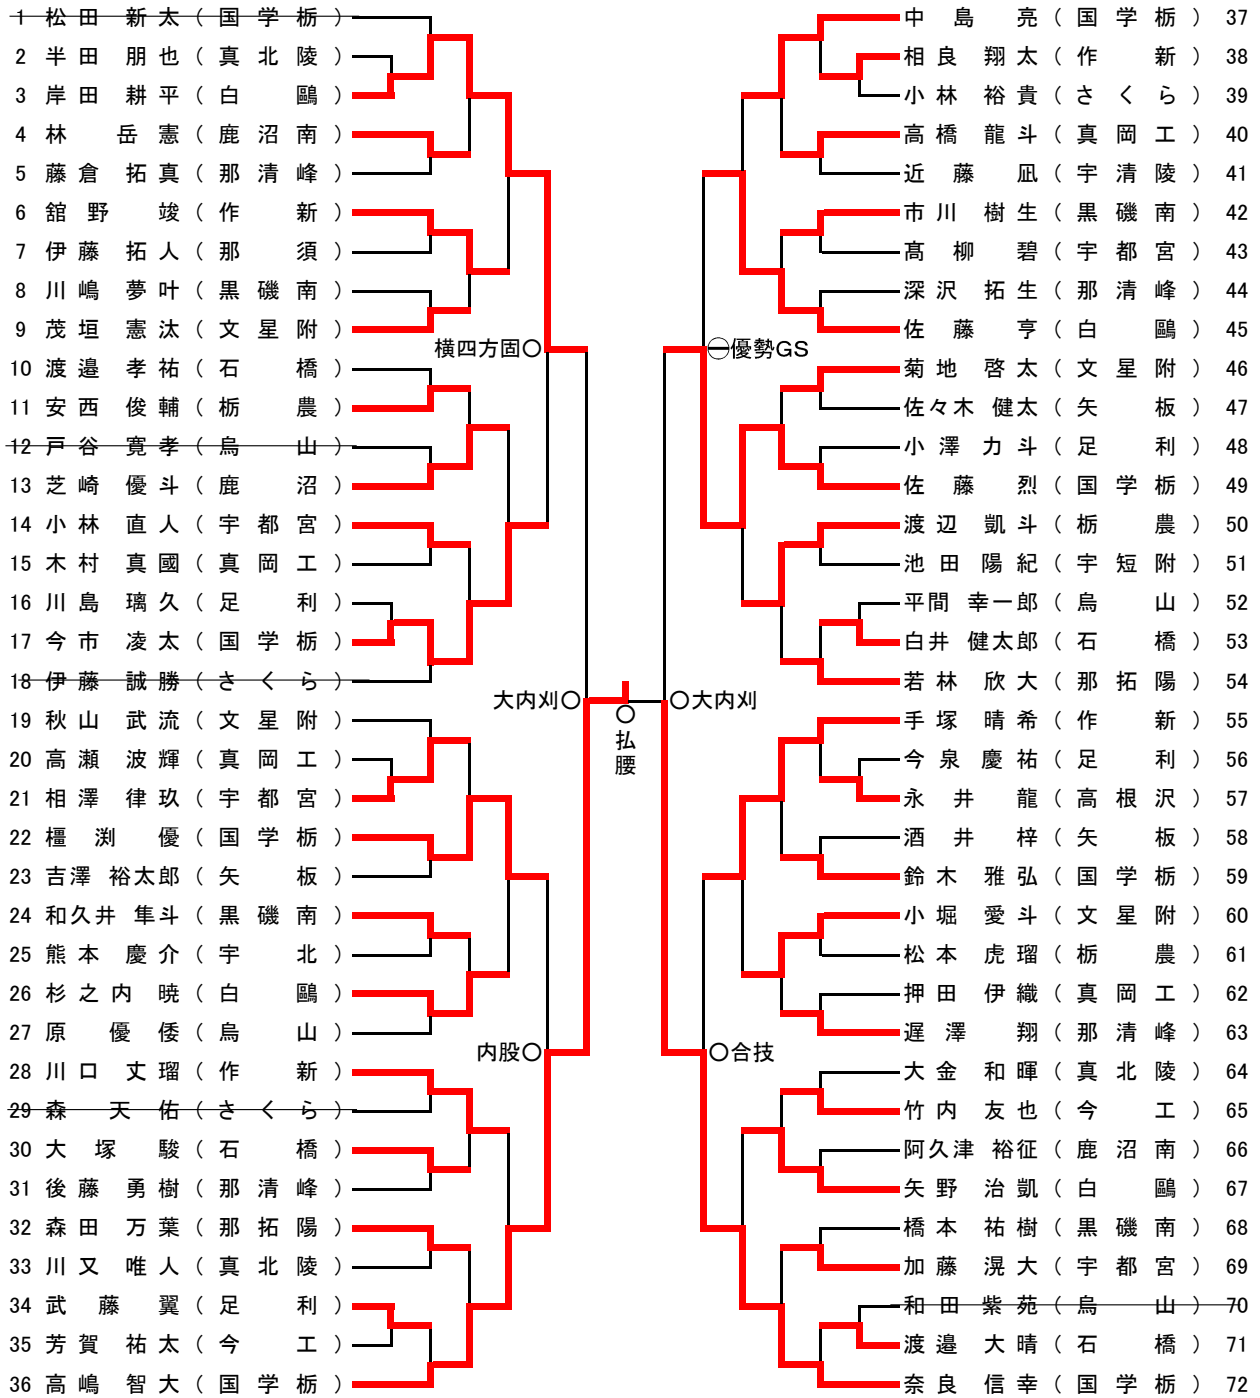 1 松田 新太 (国学栃)
2 半田 朋也 (真北陵)
3 岸田 耕平 (白鷗)
4 林 岳憲 (鹿沼南)
5 藤倉 拓真 (那清峰)
6 舘野 竣 (作新)
7 伊藤 拓人 (那須)
8 川嶋 夢叶 (黒磯南)
9 茂垣 憲汰 (文星附)
10 渡邉 孝祐 (石橋)
11 安西 俊輔 (栃農)
12 戸谷 寛孝 (烏山)
13 芝崎 優斗 (鹿沼)
14 小林 直人 (宇都宮)
15 木村 真國 (真岡工)
16 川島 璃久 (足利)
17 今市 凌太 (国学栃)
18 伊藤 誠勝 (さくら)
19 秋山 武流 (文星附)
20 高瀬 波輝 (真岡工)
21 相澤 律玖 (宇都宮)
22 橿渕 優 (国学栃)
23 吉澤 裕太郎 (矢板)
24 和久井 隼斗 (黒磯南)
25 熊本 慶介 (宇北)
26 杉之内 暁 (白鷗)
27 原 優倭 (烏山)
28 川口 丈瑠 (作新)
29 森 天佑 (さくら)
30 大塚 駿 (石橋)
31 後藤 勇樹 (那清峰)
32 森田 万葉 (那拓陽)
33 川又 唯人 (真北陵)
34 武藤 翼 (足利)
35 芳賀 祐太 (今工)
36 高嶋 智大 (国学栃)
横四方固〇
大内刈〇
内股〇
〇払腰
㊀優勢GS
〇大内刈
〇合技
中島 亮 (国学栃) 37
相良 翔太 (作新) 38
小林 裕貴 (さくら) 39
高橋 龍斗 (真岡工) 40
近藤 凪 (宇清陵) 41
市川 樹生 (黒磯南) 42
髙柳 碧 (宇都宮) 43
深沢 拓生 (那清峰) 44
佐藤 亨 (白鷗) 45
菊地 啓太 (文星附) 46
佐々木 健太 (矢板) 47
小澤 力斗 (足利) 48
佐藤 烈 (国学栃) 49
渡辺 凱斗 (栃農) 50
池田 陽紀 (宇短附) 51
平間 幸一郎 (烏山) 52
白井 健太郎 (石橋) 53
若林 欣大 (那拓陽) 54
手塚 晴希 (作新) 55
今泉 慶祐 (足利) 56
永井 龍 (高根沢) 57
酒井 梓 (矢板) 58
鈴木 雅弘 (国学栃) 59
小堀 愛斗 (文星附) 60
松本 虎瑠 (栃農) 61
押田 伊織 (真岡工) 62
遅澤 翔 (那清峰) 63
大金 和暉 (真北陵) 64
竹内 友也 (今工) 65
阿久津 裕征 (鹿沼南) 66
矢野 治凱 (白鷗) 67
橋本 祐樹 (黒磯南) 68
加藤 滉大 (宇都宮) 69
和田 紫苑 (烏山) 70
渡邉 大晴 (石橋) 71
奈良 信幸 (国学栃) 72